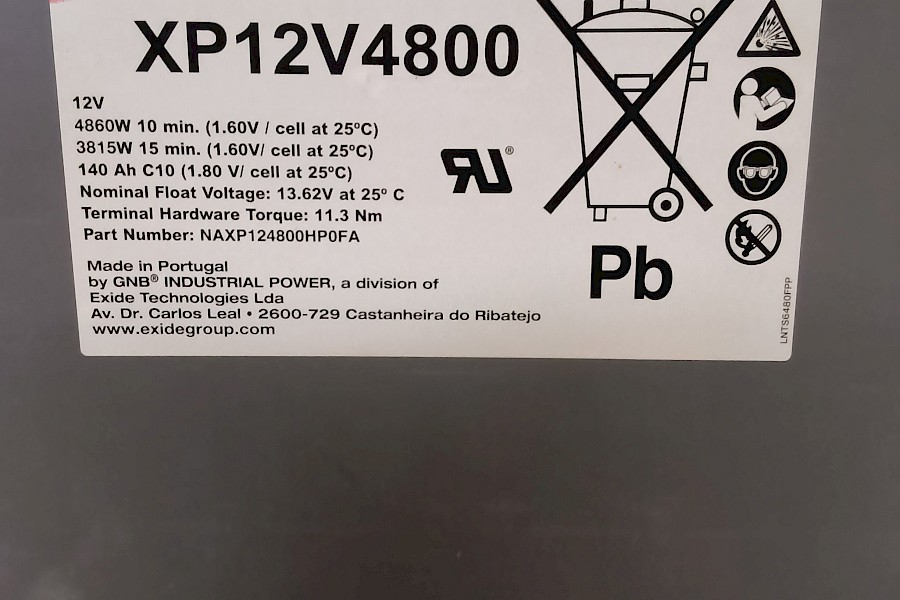 XP12V4800
12V
4860W 10 min. (1.60V / cell at 25ºC)
3815W 15 min. (1.60V/ cell at 25ºC)
140 Ah C10 (1.80 V/ cell at 25ºC)
Nominal Float Voltage: 13.62V at 25º C
Terminal Hardware Torque: 11.3 Nm
Part Number: NAXP124800HP0FA
Made in Portugal
by GNB® INDUSTRIAL POWER, a division of
Exide Technologies Lda
Av. Dr. Carlos Leal • 2600-729 Castanheira do Ribatejo
www.exidegroup.com
Pb
LNTS6480FPP